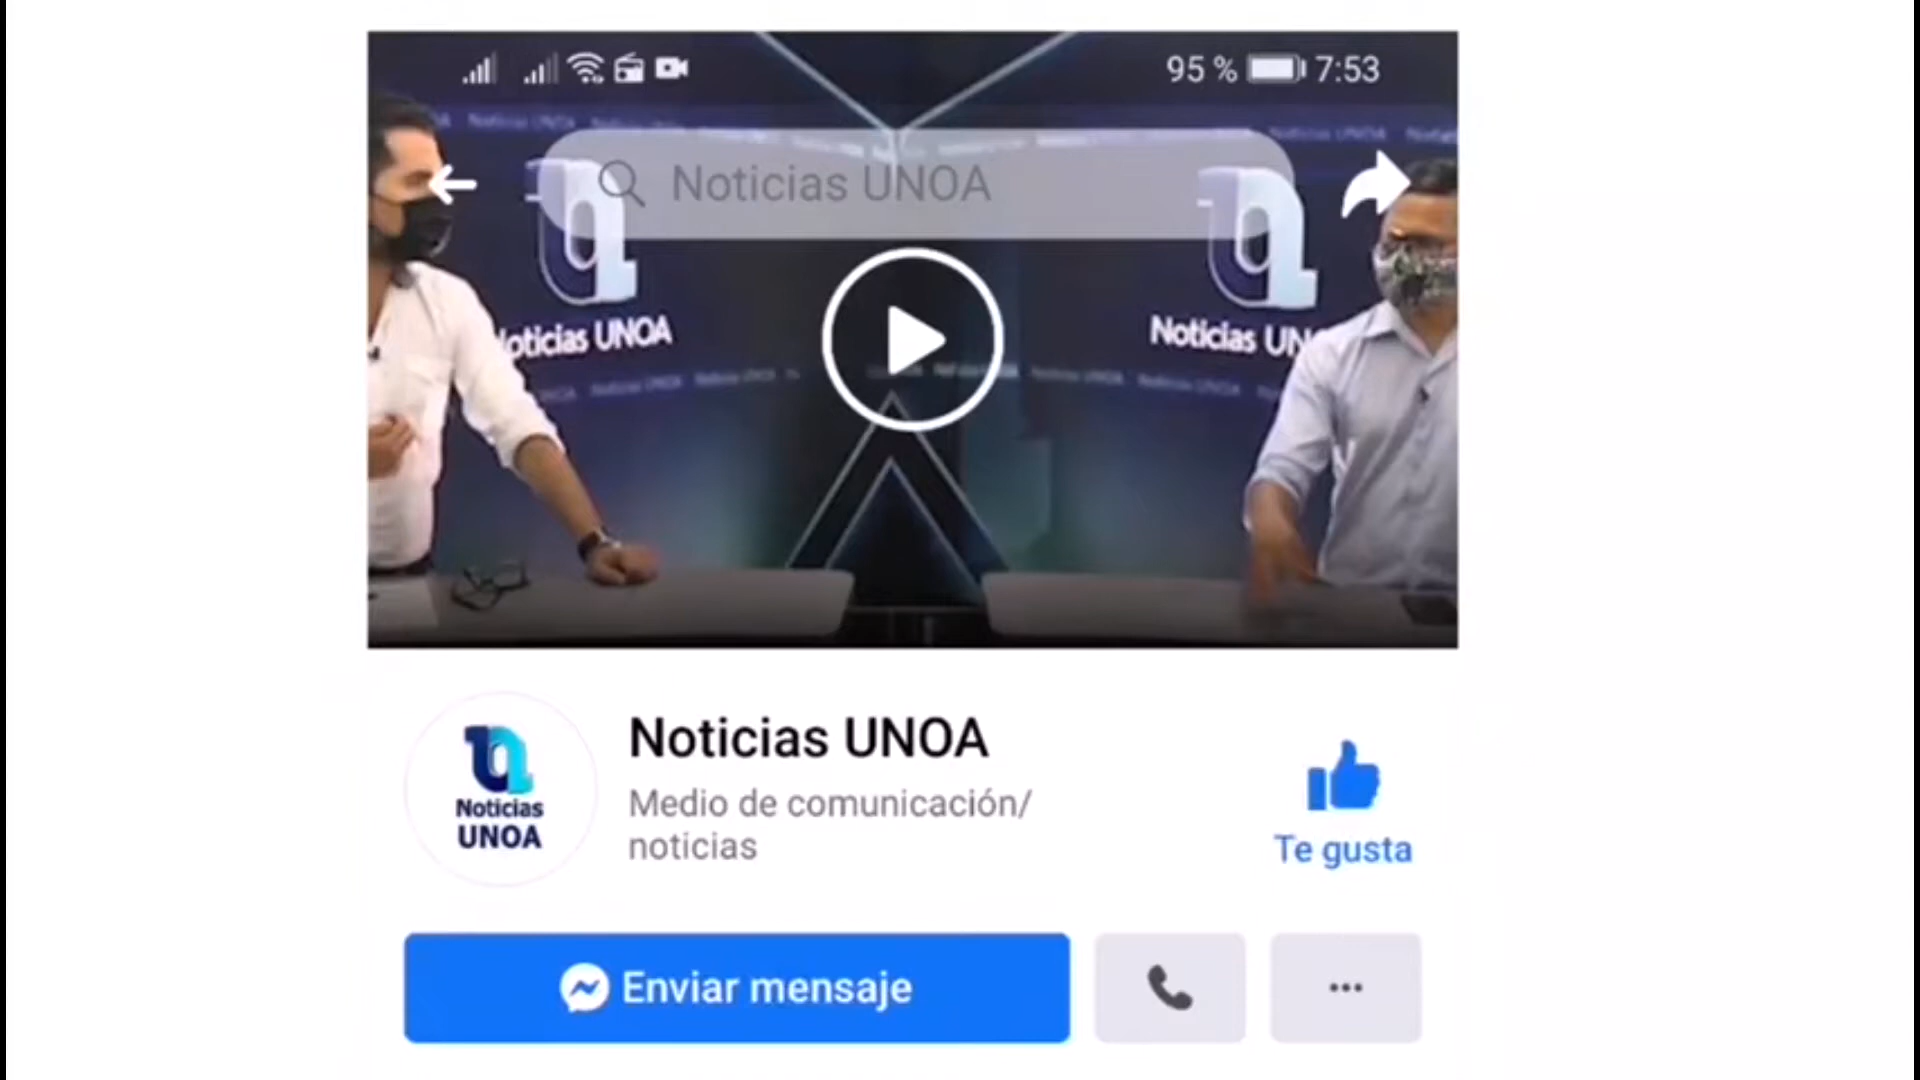 95 % 7:53
Noticias UNOA
Noticias UNOA
Noticias UN
Noticias UNOA
Medio de comunicación/
noticias
Noticias
UNOA
Te gusta
Enviar mensaje